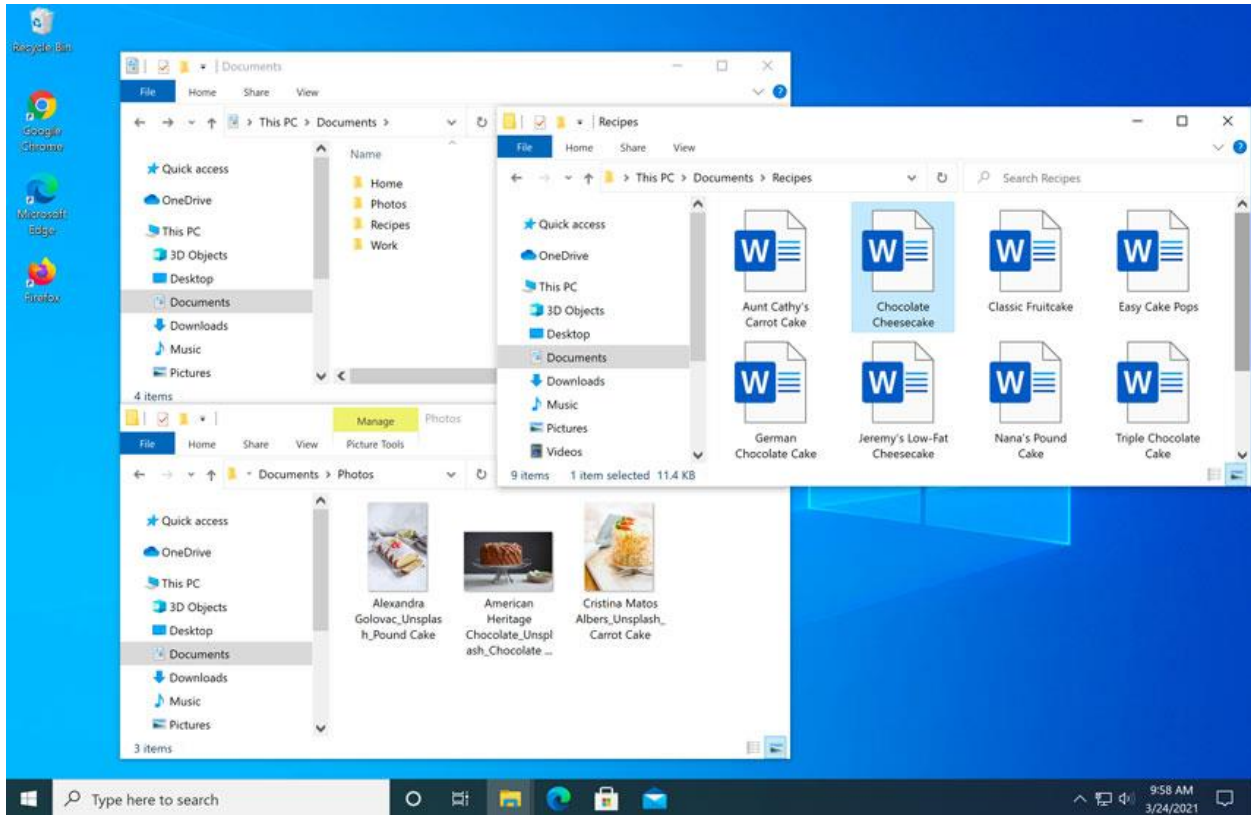 Recycle Bin
Google
Chrome
Microsoft
Edge
Firefox
Documents
File Home Share View
This PC > Documents >
Quick access
OneDrive
This PC
3D Objects
Desktop
Documents
Downloads
Music
Pictures
Name
Home
Photos
Recipes
Work
4 items
Recipes
File Home Share View
This PC > Documents > Recipes
Search Recipes
Quick access
OneDrive
This PC
3D Objects
Desktop
Documents
Downloads
Music
Pictures
Videos
Aunt Cathy's
Carrot Cake
Chocolate
Cheesecake
Classic Fruitcake
Easy Cake Pops
German
Chocolate Cake
Jeremy's Low-Fat
Cheesecake
Nana's Pound
Cake
Triple Chocolate
Cake
9 items 1 item selected 11.4 KB
Manage Photos
File Home Share View Picture Tools
Documents > Photos
Quick access
OneDrive
This PC
3D Objects
Desktop
Documents
Downloads
Music
Pictures
Alexandra
Golovac_Unsplas
h_Pound Cake
American
Heritage
Chocolate_Unspl
ash_Chocolate ...
Cristina Matos
Albers_Unsplash_
Carrot Cake
3 items
Type here to search
9:58 AM
3/24/2021